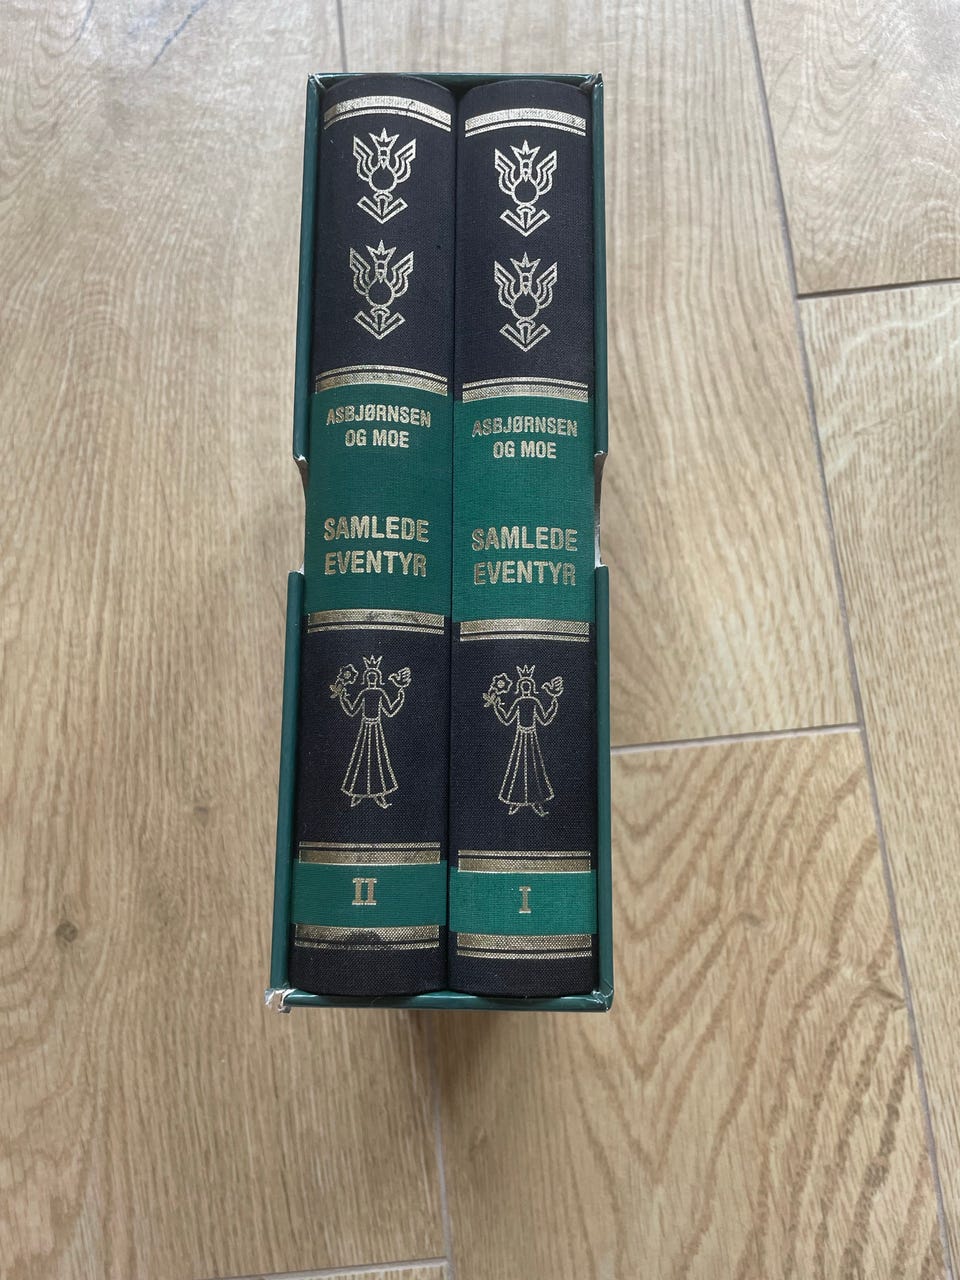 ASBJØRNSEN
OG MOE
SAMLEDE
EVENTYR
II
ASBJØRNSEN
OG MOE
SAMLEDE
EVENTYR
I